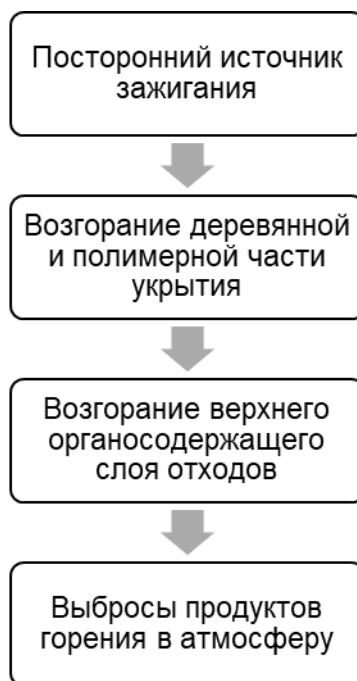 Посторонний источник
зажигания
Возгорание деревянной
и полимерной части
укрытия
Возгорание верхнего
органосодержащего
слоя отходов
Выбросы продуктов
горения в атмосферу